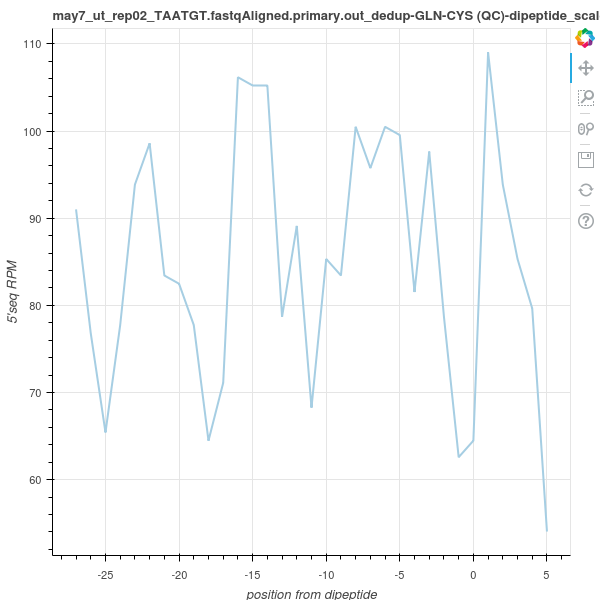 may7_ut_rep02_TAATGT.fastqAligned.primary.out_dedup-GLN-CYS (QC)-dipeptide_scal
110
100
90
80
70
60
5'seq RPM
-25 -20 -15 -10 -5 0 5
position from dipeptide